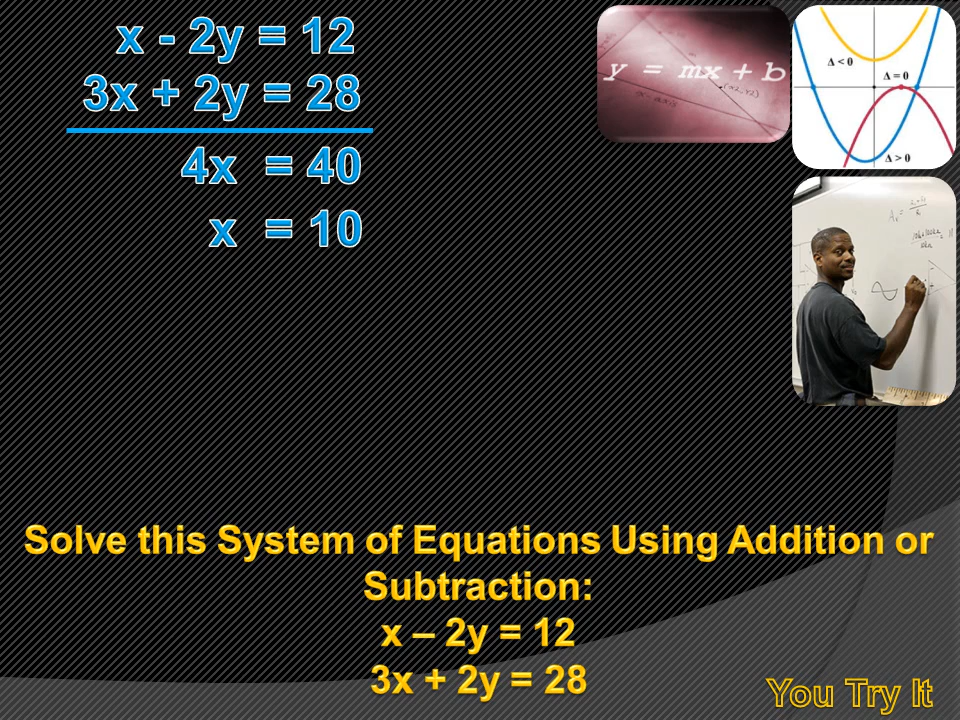 x - 2y = 12
3x + 2y = 28
4x = 40
x = 10
y = mx + b
Δ < 0
Δ = 0
Δ > 0
Solve this System of Equations Using Addition or
Subtraction:
x – 2y = 12
3x + 2y = 28
You Try It